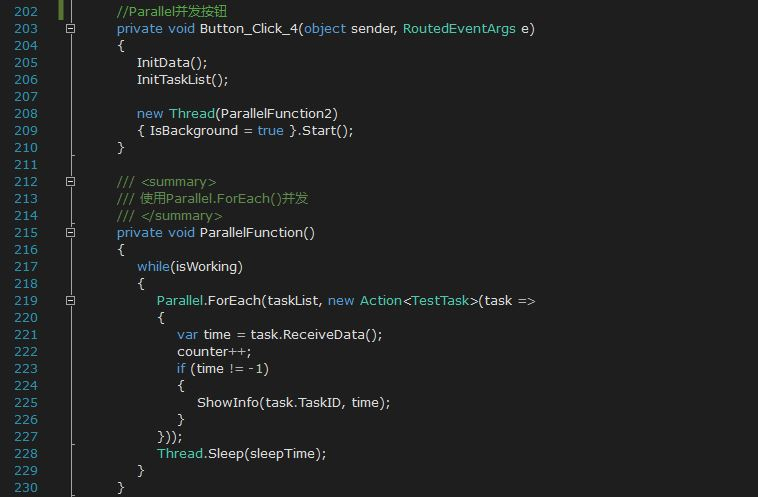 202 //Parallel并发按钮
203 private void Button_Click_4(object sender, RoutedEventArgs e)
204 {
205 InitData();
206 InitTaskList();
207
208 new Thread(ParallelFunction2)
209 { IsBackground = true }.Start();
210 }
211
212 /// <summary>
213 /// 使用Parallel.ForEach()并发
214 /// </summary>
215 private void ParallelFunction()
216 {
217 while(isWorking)
218 {
219 Parallel.ForEach(taskList, new Action<TestTask>(task =>
220 {
221 var time = task.ReceiveData();
222 counter++;
223 if (time != -1)
224 {
225 ShowInfo(task.TaskID, time);
226 }
227 }));
228 Thread.Sleep(sleepTime);
229 }
230 }